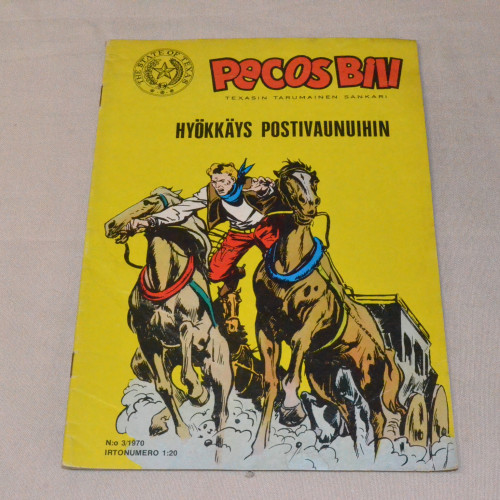 THE STATE OF TEXAS
PECOS BILL
TEXASIN TARUMAINEN SANKARI
HYÖKKÄYS POSTIVAUNUIHIN
N:o 3/1970
IRTONUMERO 1:20